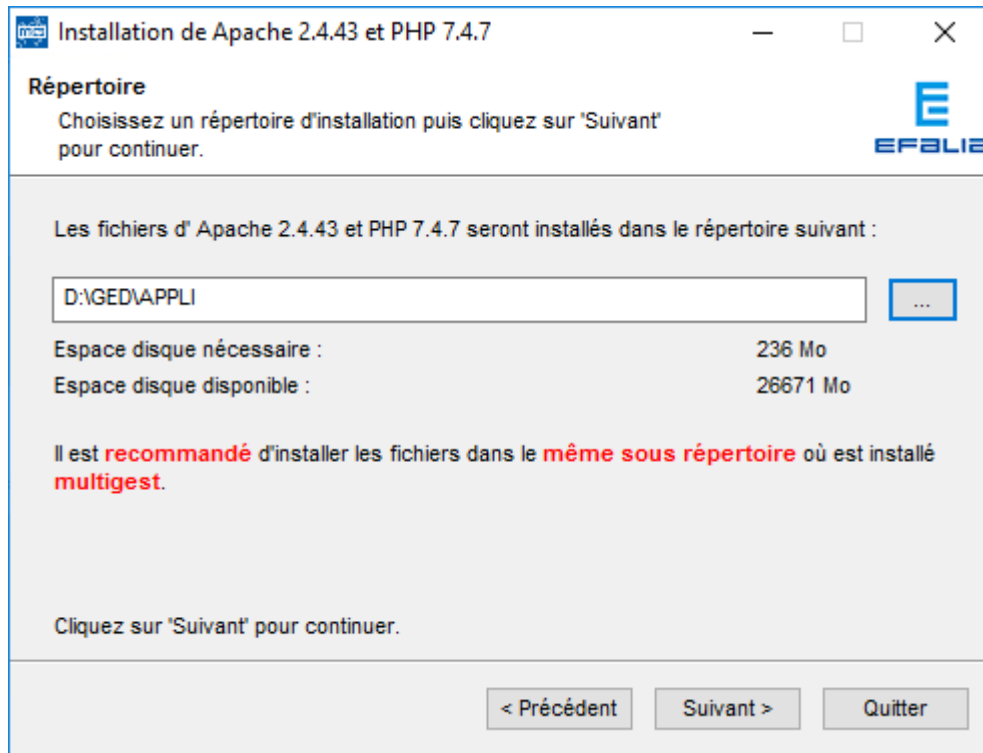 Installation de Apache 2.4.43 et PHP 7.4.7
Répertoire
Choisissez un répertoire d'installation puis cliquez sur 'Suivant'
pour continuer.
EFALIA
Les fichiers d' Apache 2.4.43 et PHP 7.4.7 seront installés dans le répertoire suivant :
D:\GED\APPLI
...
Espace disque nécessaire : 236 Mo
Espace disque disponible : 26671 Mo
Il est recommandé d'installer les fichiers dans le même sous répertoire où est installé
multigest.
Cliquez sur 'Suivant' pour continuer.
< Précédent Suivant > Quitter